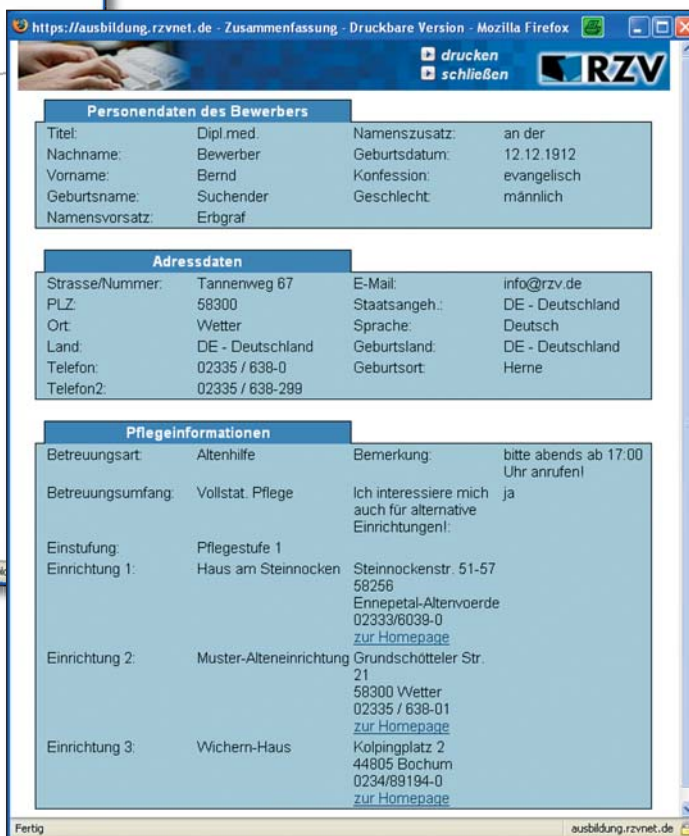 https://ausbildung.rzvnet.de - Zusammenfassung - Druckbare Version - Mozilla Firefox
drucken
schließen
RZV
Personendaten des Bewerbers
Titel: Dipl.med. Namenszusatz: an der
Nachname: Bewerber Geburtsdatum: 12.12.1912
Vorname: Bernd Konfession: evangelisch
Geburtsname: Suchender Geschlecht: männlich
Namensvorsatz: Erbgraf
Adressdaten
Strasse/Nummer: Tannenweg 67 E-Mail: info@rzv.de
PLZ: 58300 Staatsangeh.: DE - Deutschland
Ort: Wetter Sprache: Deutsch
Land: DE - Deutschland Geburtsland: DE - Deutschland
Telefon: 02335 / 638-0 Geburtsort: Herne
Telefon2: 02335 / 638-299
Pflegeinformationen
Betreuungsart: Altenhilfe Bemerkung: bitte abends ab 17:00
Uhr anrufen!
Betreuungsumfang: Vollstat. Pflege Ich interessiere mich ja
auch für alternative
Einrichtungen!:
Einstufung: Pflegestufe 1
Einrichtung 1: Haus am Steinnocken Steinnockenstr. 51-57
58256
Ennepetal-Altenvoerde
02333/6039-0
zur Homepage
Einrichtung 2: Muster-Alteneinrichtung Grundschötteler Str.
21
58300 Wetter
02335 / 638-01
zur Homepage
Einrichtung 3: Wichern-Haus Kolpingplatz 2
44805 Bochum
0234/89194-0
zur Homepage
Fertig ausbildung.rzvnet.de